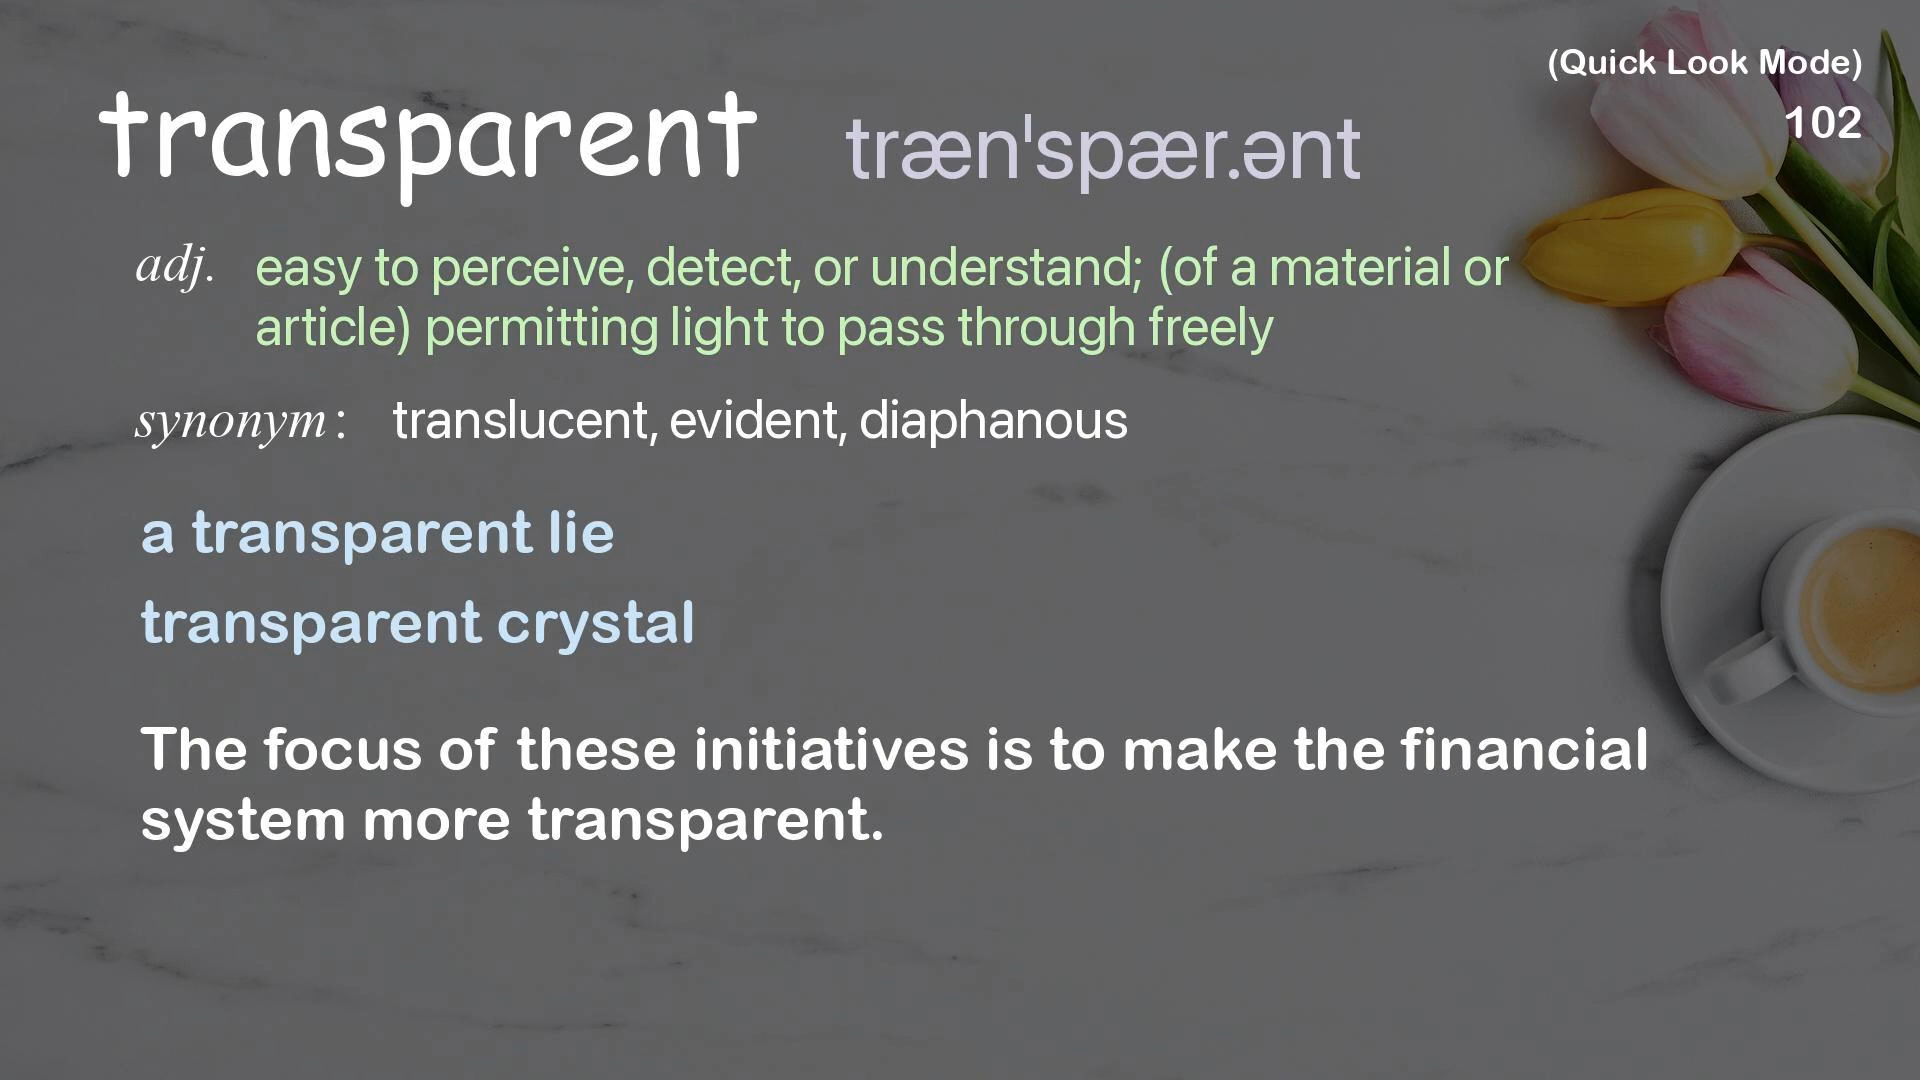 (Quick Look Mode)
102
transparent trænˈspær.ənt
adj. easy to perceive, detect, or understand; (of a material or
article) permitting light to pass through freely
synonym: translucent, evident, diaphanous
a transparent lie
transparent crystal
The focus of these initiatives is to make the financial
system more transparent.